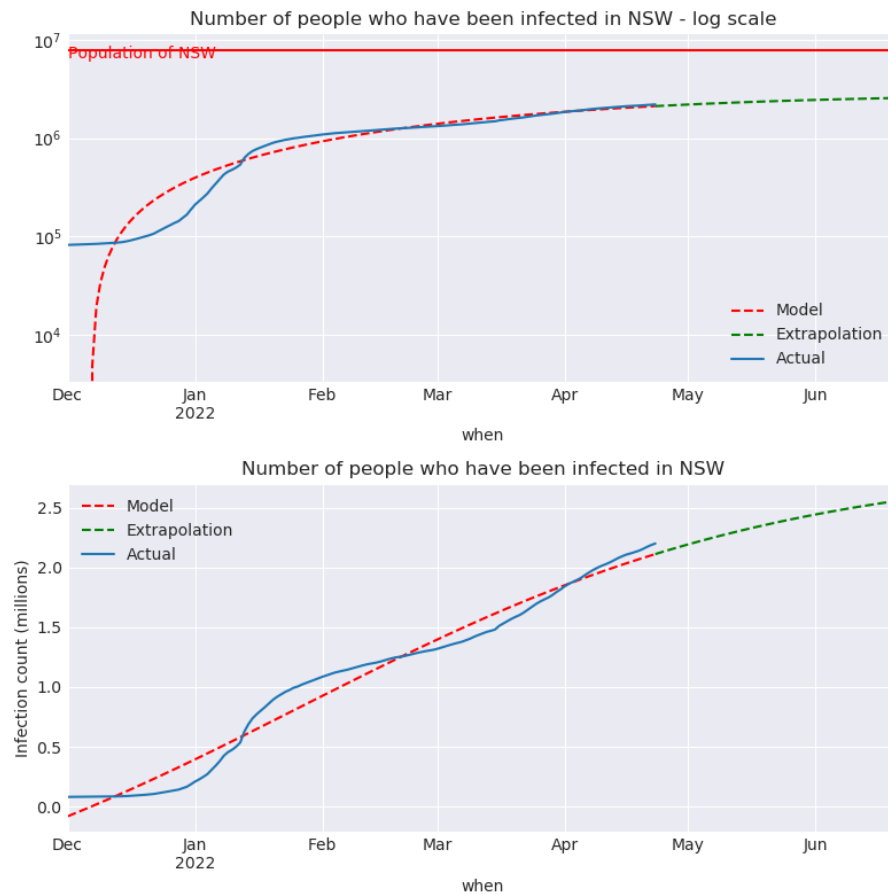 Number of people who have been infected in NSW - log scale
10^7
Population of NSW
10^6
10^5
10^4
Model
Extrapolation
Actual
Dec Jan Feb Mar Apr May Jun
2022
when
Number of people who have been infected in NSW
Infection count (millions)
2.5
2.0
1.5
1.0
0.5
0.0
Model
Extrapolation
Actual
Dec Jan Feb Mar Apr May Jun
2022
when